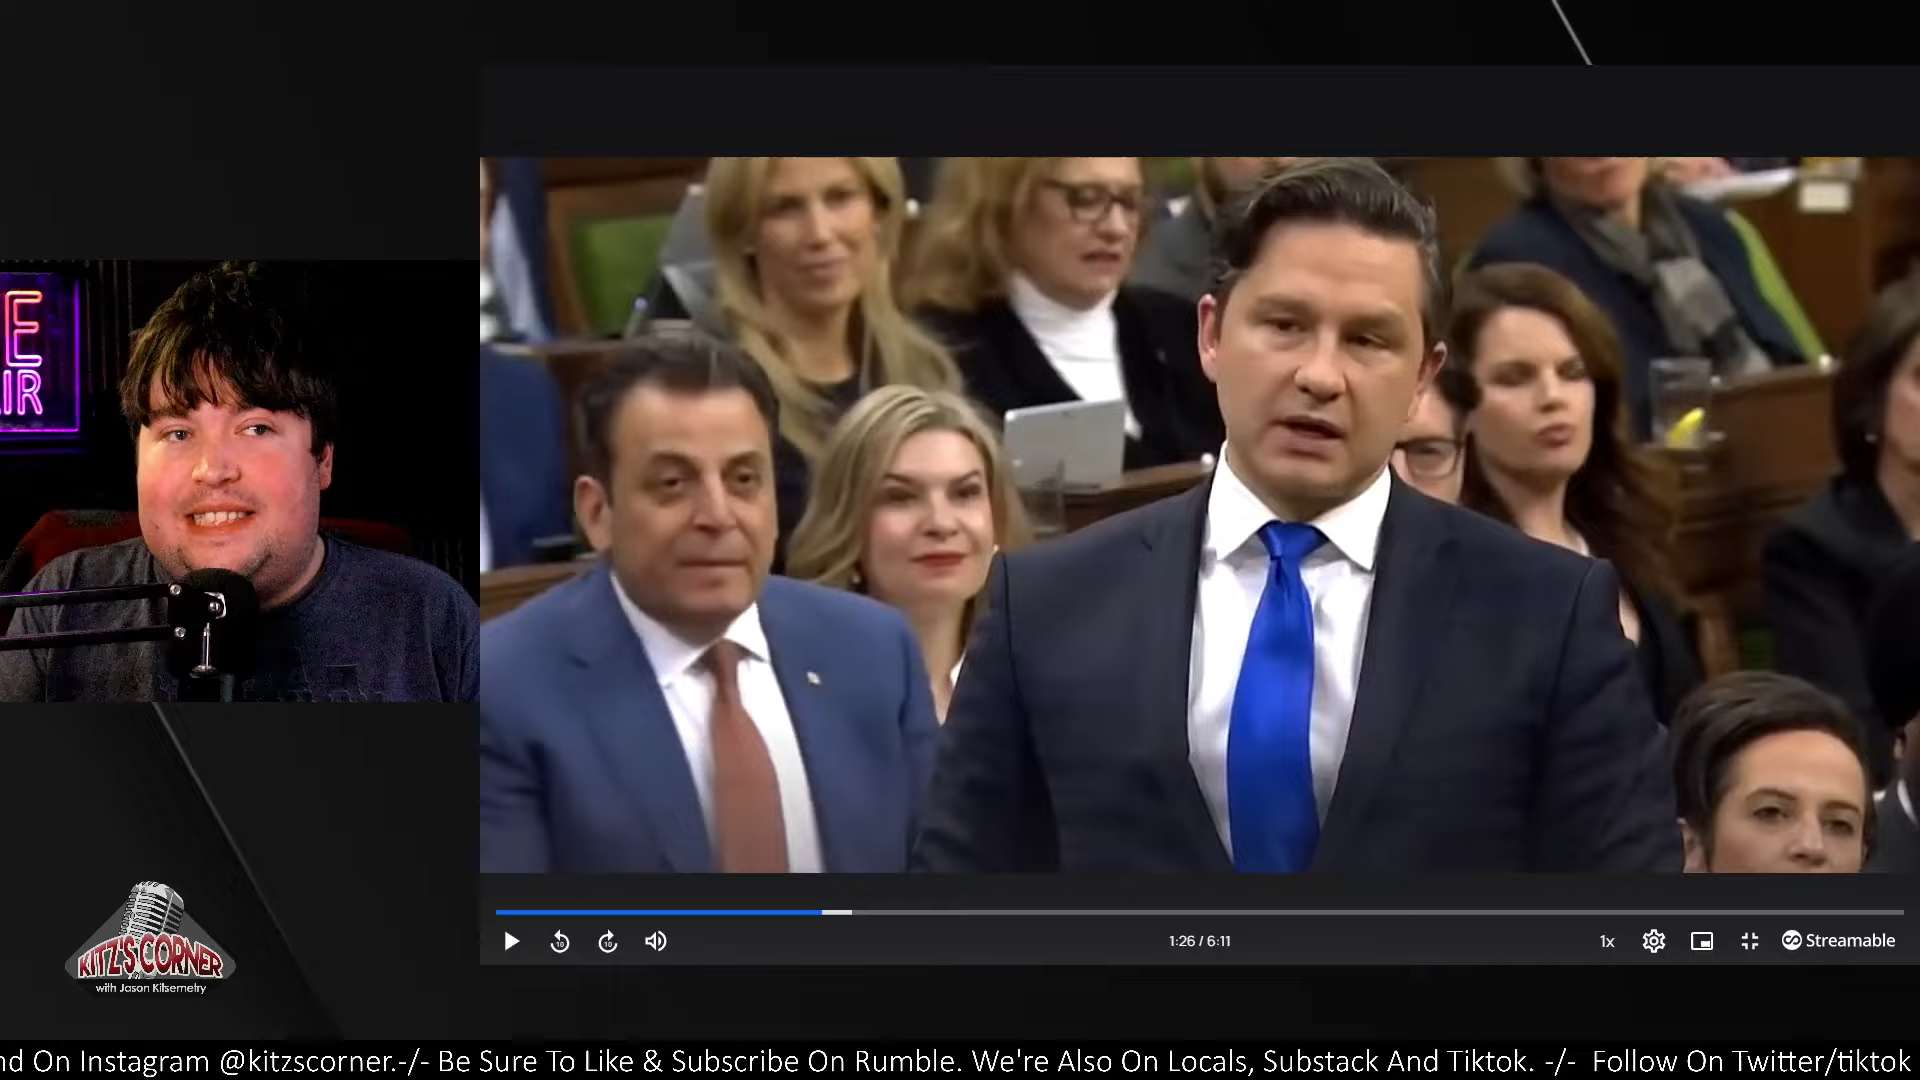 E
IR
1:26 / 6:11
1x
Streamable
KITZ'S CORNER
with Jason Kitsemetry
nd On Instagram @kitzscorner.-/- Be Sure To Like & Subscribe On Rumble. We're Also On Locals, Substack And Tiktok. -/- Follow On Twitter/tiktok